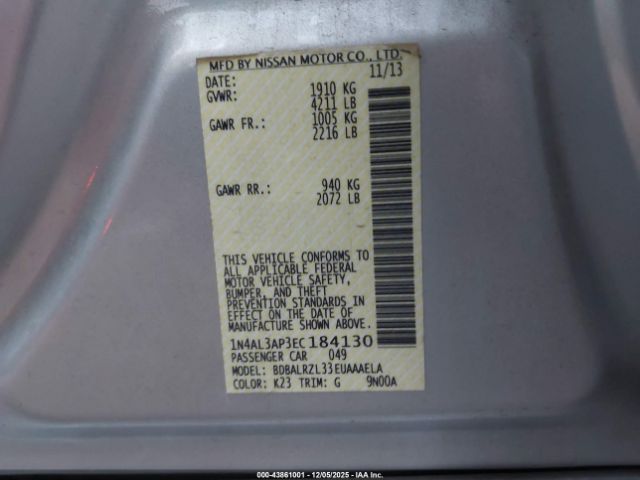 MFD BY NISSAN MOTOR CO., LTD.
DATE: 11/13
GVWR: 1910 KG
4211 LB
GAWR FR.: 1005 KG
2216 LB
GAWR RR.: 940 KG
2072 LB
THIS VEHICLE CONFORMS TO
ALL APPLICABLE FEDERAL
MOTOR VEHICLE SAFETY,
BUMPER, AND THEFT
PREVENTION STANDARDS IN
EFFECT ON THE DATE OF
MANUFACTURE SHOWN ABOVE.
1N4AL3AP3EC184130
PASSENGER CAR 049
MODEL: BDBALRZL33EUAAAELA
COLOR: K23 TRIM: G 9N00A
000-43861001 - 12/05/2025 - IAA Inc.